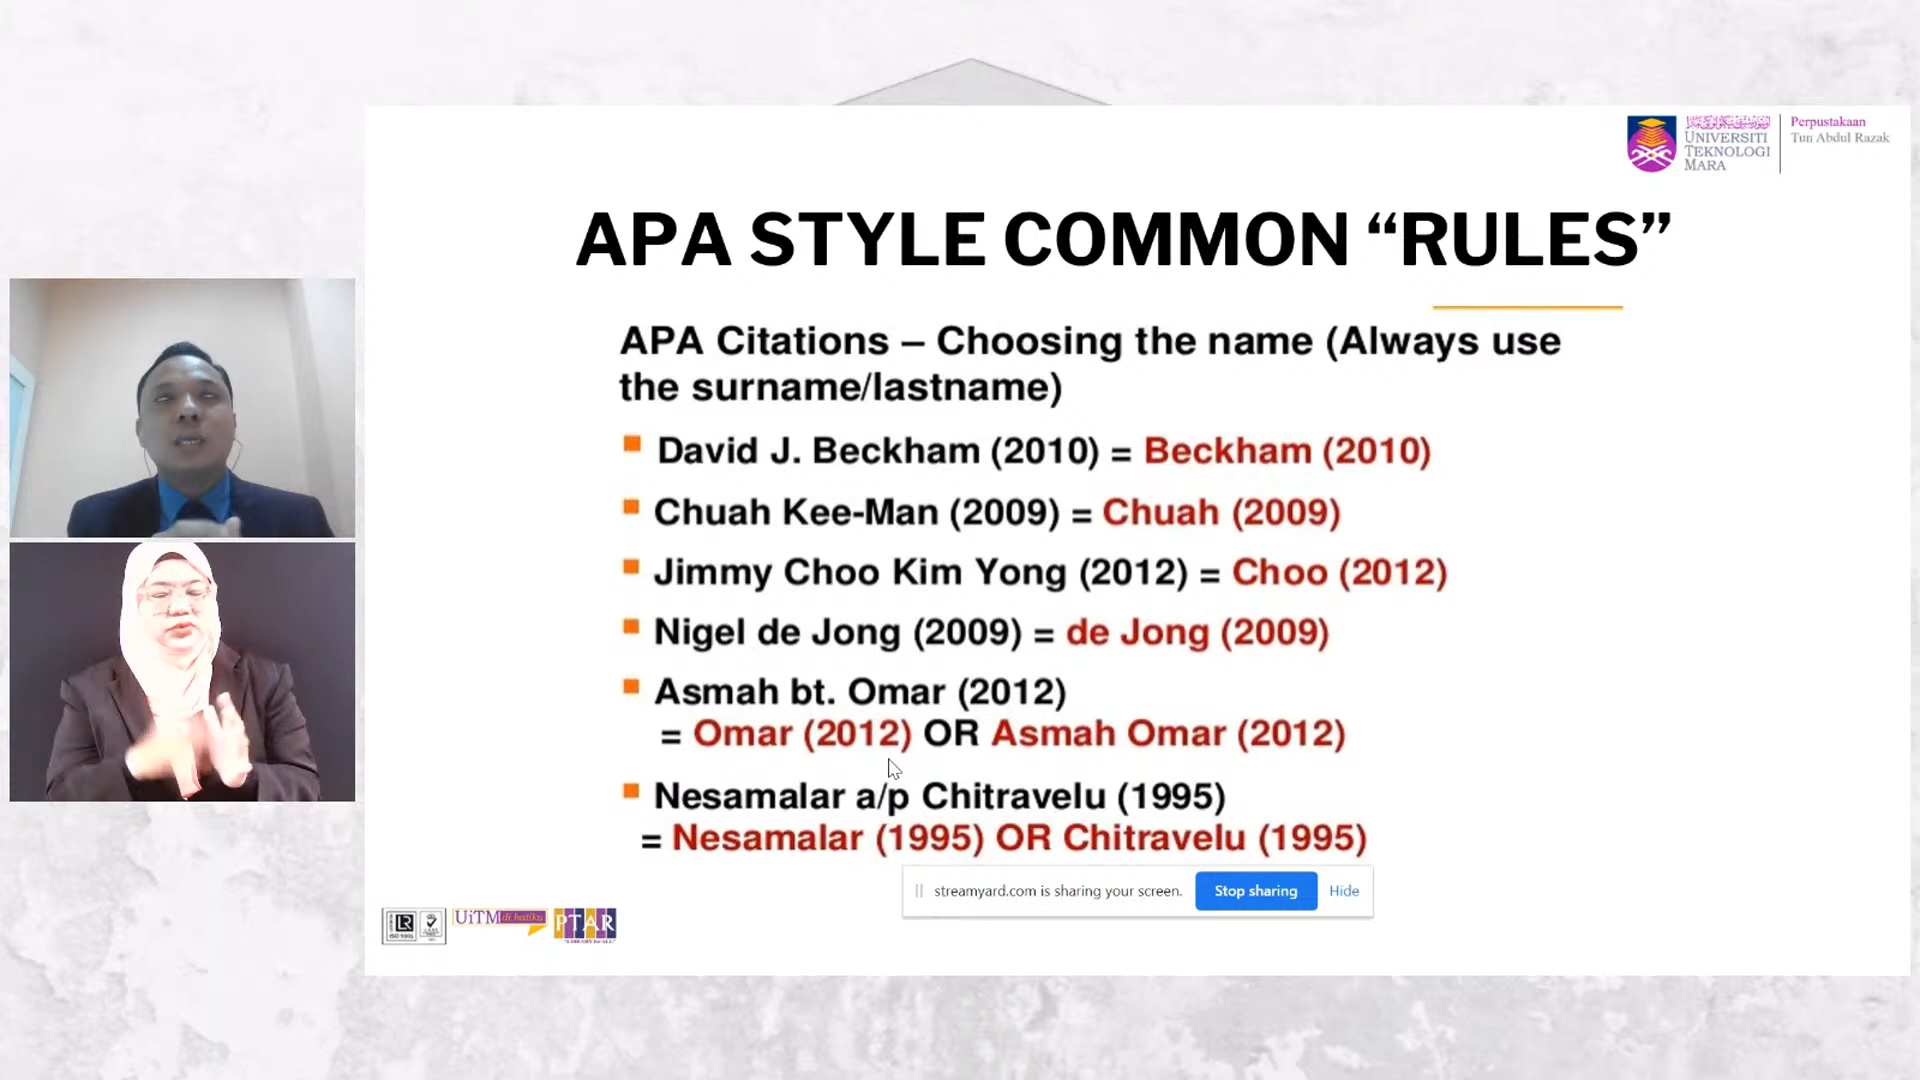 UNIVERSITI
TEKNOLOGI
MARA
Perpustakaan
Tun Abdul Razak
APA STYLE COMMON “RULES”
APA Citations – Choosing the name (Always use
the surname/lastname)
David J. Beckham (2010) = Beckham (2010)
Chuah Kee-Man (2009) = Chuah (2009)
Jimmy Choo Kim Yong (2012) = Choo (2012)
Nigel de Jong (2009) = de Jong (2009)
Asmah bt. Omar (2012)
= Omar (2012) OR Asmah Omar (2012)
Nesamalar a/p Chitravelu (1995)
= Nesamalar (1995) OR Chitravelu (1995)
streamyard.com is sharing your screen.
Stop sharing
Hide
LR
ISO 9001
UiTM di hatiku
PTAR
"LIBRARY for ALL"